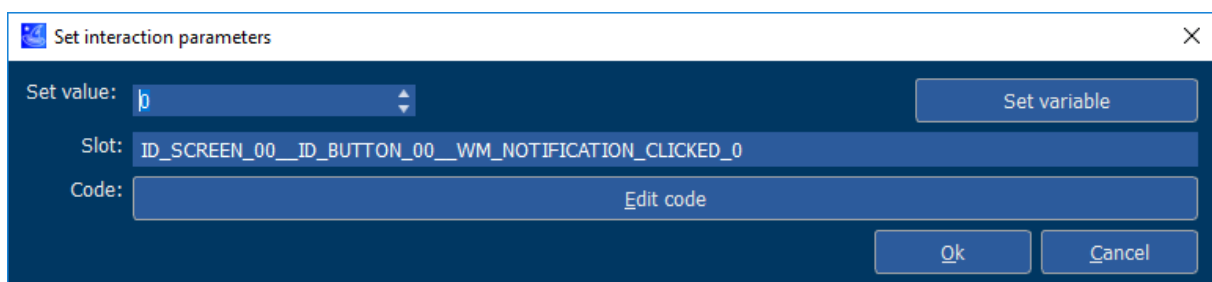 Set interaction parameters
Set value: 0 Set variable
Slot: ID_SCREEN_00__ID_BUTTON_00__WM_NOTIFICATION_CLICKED_0
Code: Edit code
Ok Cancel